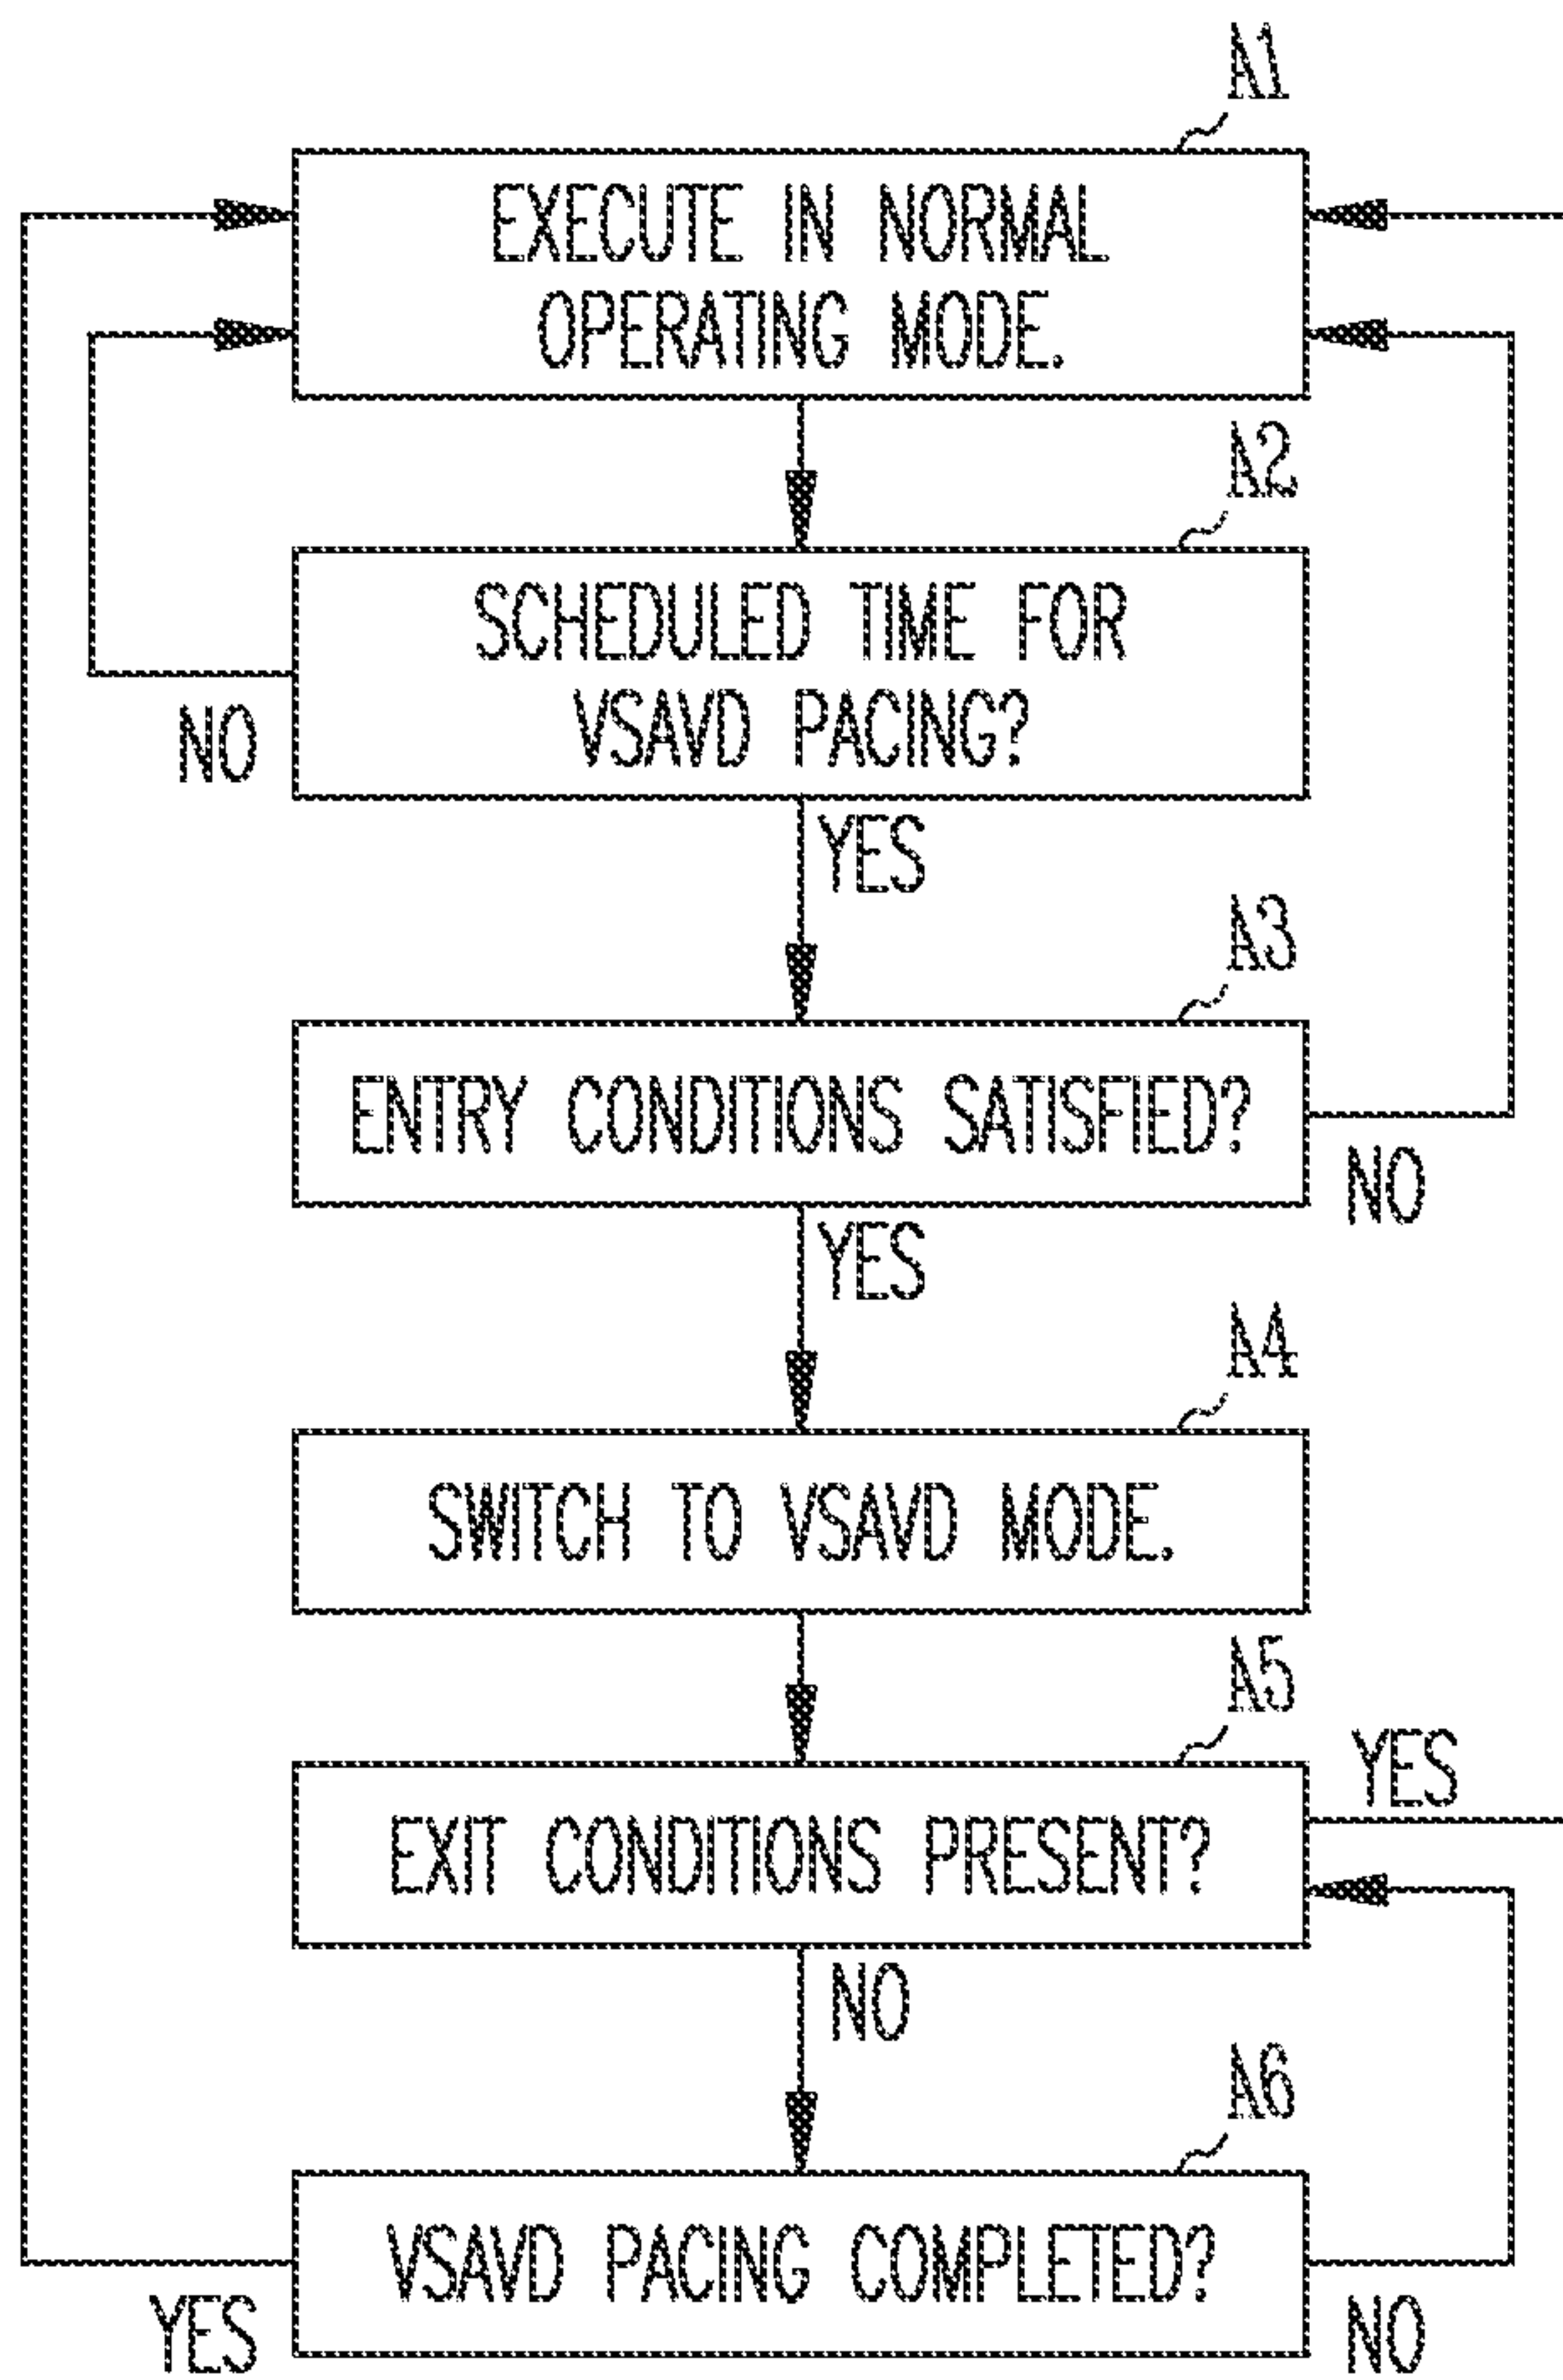 A1
EXECUTE IN NORMAL
OPERATING MODE.
A2
SCHEDULED TIME FOR
VSAVD PACING?
NO
YES
A3
ENTRY CONDITIONS SATISFIED?
NO
YES
A4
SWITCH TO VSAVD MODE.
A5
YES
EXIT CONDITIONS PRESENT?
NO
A6
VSAVD PACING COMPLETED?
YES
NO